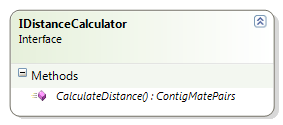 IDistanceCalculator
Interface
Methods
CalculateDistance() : ContigMatePairs